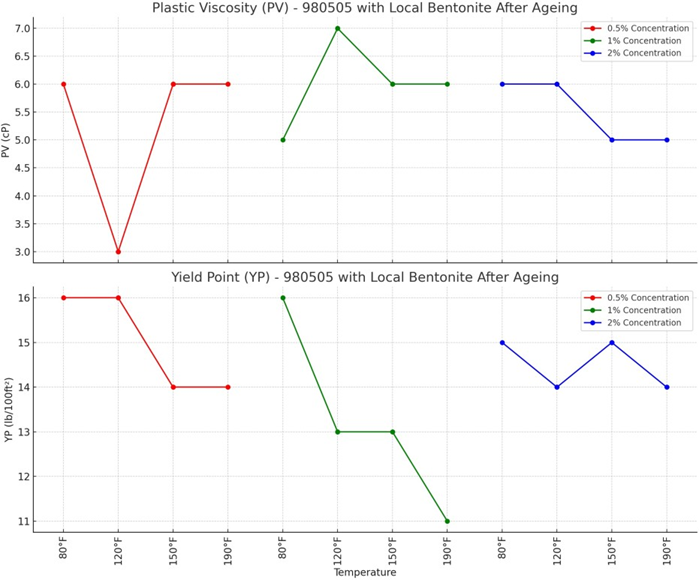 Plastic Viscosity (PV) - 980505 with Local Bentonite After Ageing
7.0
6.5
6.0
5.5
5.0
4.5
4.0
3.5
3.0
PV (cP)
0.5% Concentration
1% Concentration
2% Concentration
Yield Point (YP) - 980505 with Local Bentonite After Ageing
16
15
14
13
12
11
YP (lb/100ft²)
0.5% Concentration
1% Concentration
2% Concentration
80°F
120°F
150°F
190°F
80°F
120°F
150°F
190°F
80°F
120°F
150°F
190°F
Temperature